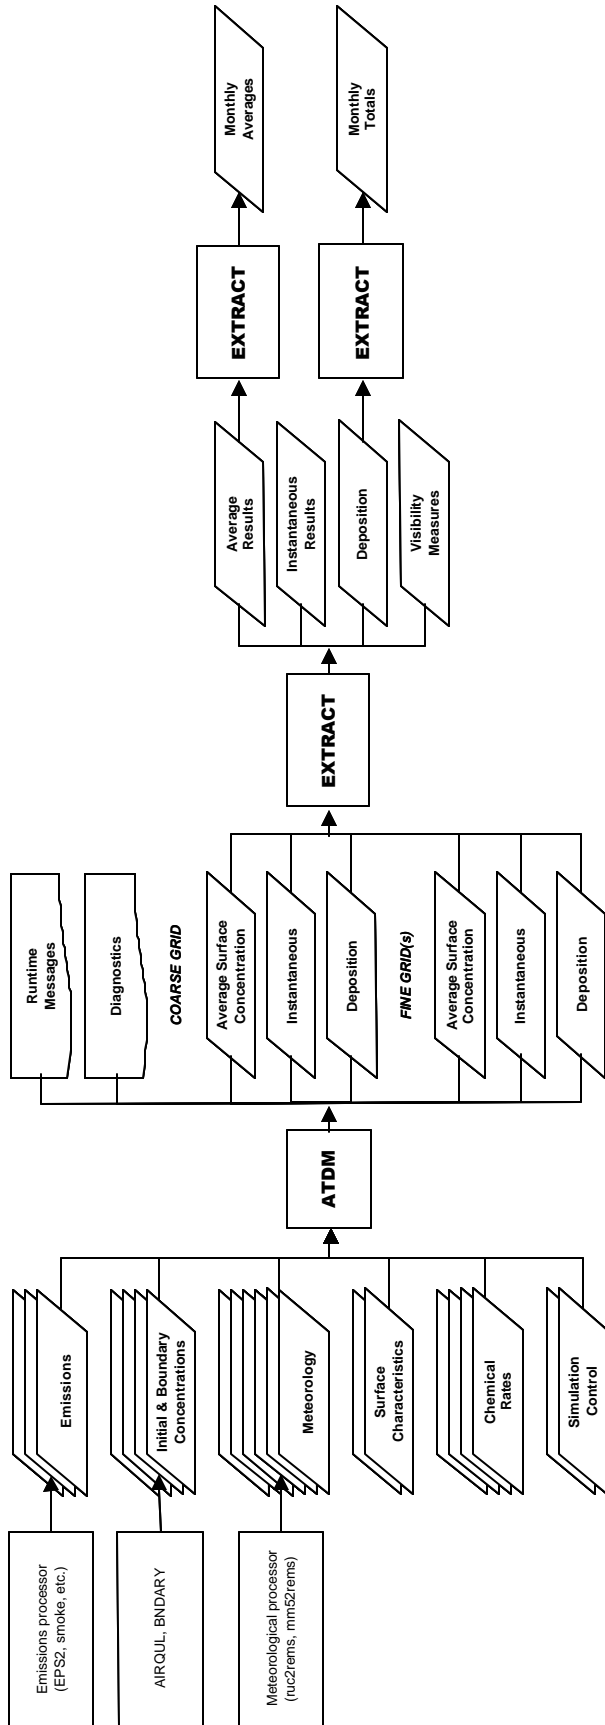 Emissions processor
(EPS2, smoke, etc.)
AIRQUL, BNDARY
Meteorological processor
(ruc2rems, mm52rems)
Emissions
Initial & Boundary
Concentrations
Meteorology
Surface
Characteristics
Chemical
Rates
Simulation
Control
ATDM
Runtime
Messages
Diagnostics
COARSE GRID
Average Surface
Concentration
Instantaneous
Deposition
FINE GRID(s)
Average Surface
Concentration
Instantaneous
Deposition
EXTRACT
Average
Results
Instantaneous
Results
Deposition
Visibility
Measures
EXTRACT
EXTRACT
Monthly
Averages
Monthly
Totals